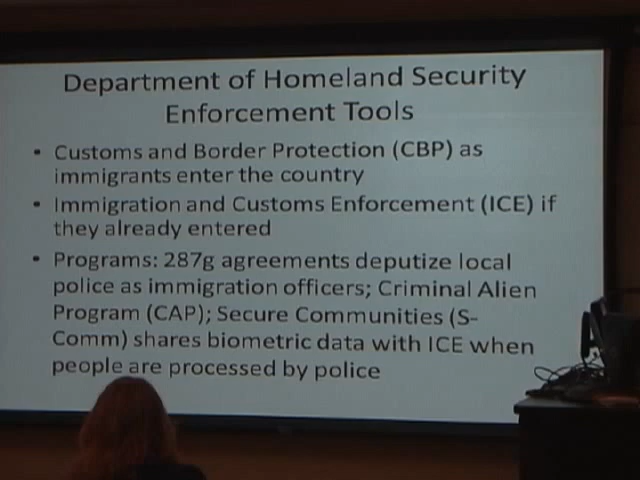 Department of Homeland Security
Enforcement Tools
• Customs and Border Protection (CBP) as
immigrants enter the country
• Immigration and Customs Enforcement (ICE) if
they already entered
• Programs: 287g agreements deputize local
police as immigration officers; Criminal Alien
Program (CAP); Secure Communities (S-
Comm) shares biometric data with ICE when
people are processed by police